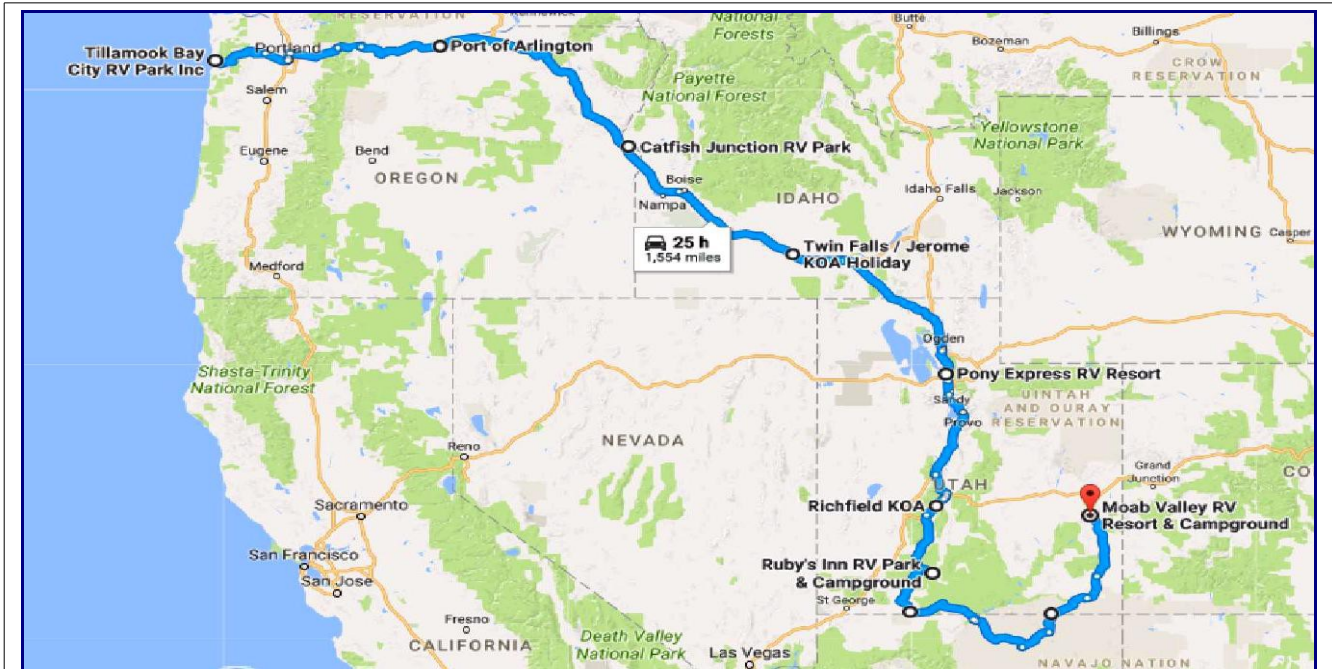 RESERVATION
Kennewick
National
Forests
Butte
Bozeman
Billings
CROW
RESERVATION
Tillamook Bay
City RV Park Inc
Portland
Port of Arlington
Salem
Payette
National Forest
Yellowstone
National Park
Catfish Junction RV Park
Eugene
Bend
OREGON
Boise
Nampa
IDAHO
Idaho Falls
Jackson
25 h
1,554 miles
Twin Falls / Jerome
KOA Holiday
WYOMING
Casper
Medford
Ogden
Shasta-Trinity
National Forest
Pony Express RV Resort
Sandy
Provo
UINTAH
AND OURAY
RESERVATION
Reno
NEVADA
Grand
Junction
CO
UTAH
Richfield KOA
Moab Valley RV
Resort & Campground
Sacramento
San Francisco
San Jose
Ruby's Inn RV Park
& Campground
St George
Fresno
CALIFORNIA
Death Valley
National Park
Las Vegas
NAVAJO NATION